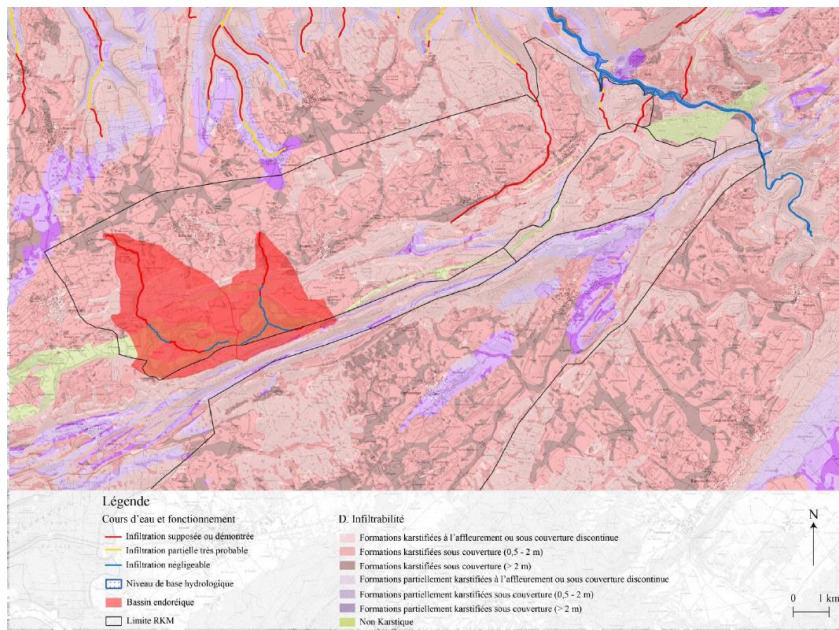 Légende
Cours d'eau et fonctionnement
Infiltration supposée ou démontrée
Infiltration partielle très probable
Infiltration négligeable
Niveau de base hydrologique
Bassin endoréique
Limite RKM
D. Infiltrabilité
Formations karstifiées à l'affleurement ou sous couverture discontinue
Formations karstifiées sous couverture (0,5 - 2 m)
Formations karstifiées sous couverture (> 2 m)
Formations partiellement karstifiées à l'affleurement ou sous couverture discontinue
Formations partiellement karstifiées sous couverture (0,5 - 2 m)
Formations partiellement karstifiées sous couverture (> 2 m)
Non Karstique
N
0 1 km